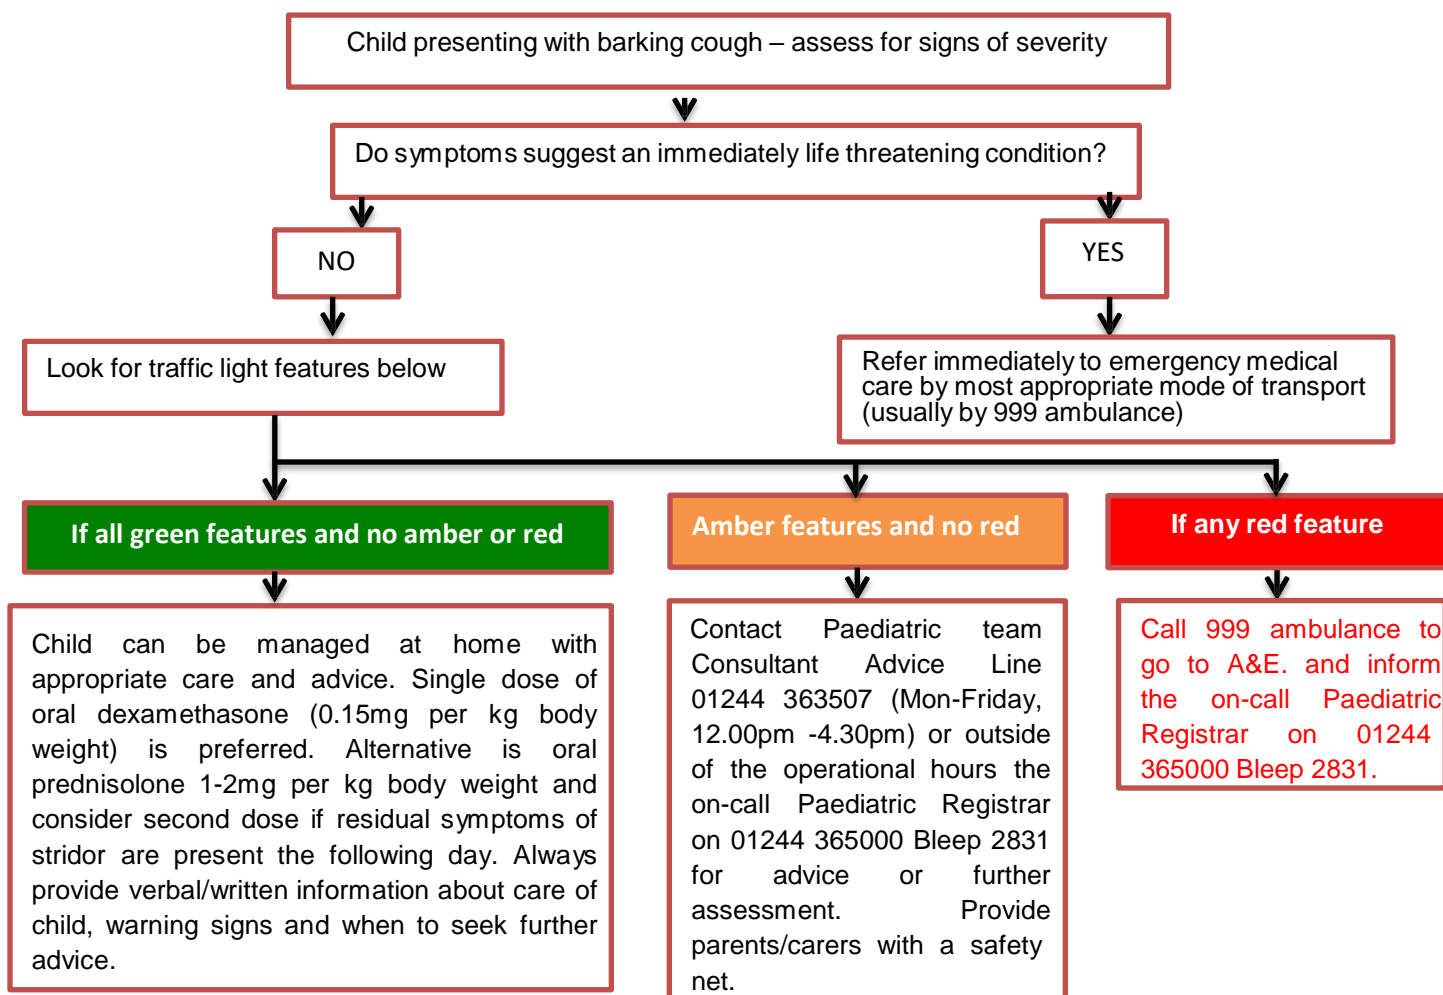 Child presenting with barking cough – assess for signs of severity
Do symptoms suggest an immediately life threatening condition?
NO
YES
Look for traffic light features below
Refer immediately to emergency medical
care by most appropriate mode of transport
(usually by 999 ambulance)
If all green features and no amber or red
Amber features and no red
If any red feature
Child can be managed at home with
appropriate care and advice. Single dose of
oral dexamethasone (0.15mg per kg body
weight) is preferred. Alternative is oral
prednisolone 1-2mg per kg body weight and
consider second dose if residual symptoms of
stridor are present the following day. Always
provide verbal/written information about care of
child, warning signs and when to seek further
advice.
Contact Paediatric team
Consultant Advice Line
01244 363507 (Mon-Friday,
12.00pm -4.30pm) or outside
of the operational hours the
on-call Paediatric Registrar
on 01244 365000 Bleep 2831
for advice or further
assessment. Provide
parents/carers with a safety
net.
Call 999 ambulance to
go to A&E. and inform
the on-call Paediatric
Registrar on 01244
365000 Bleep 2831.